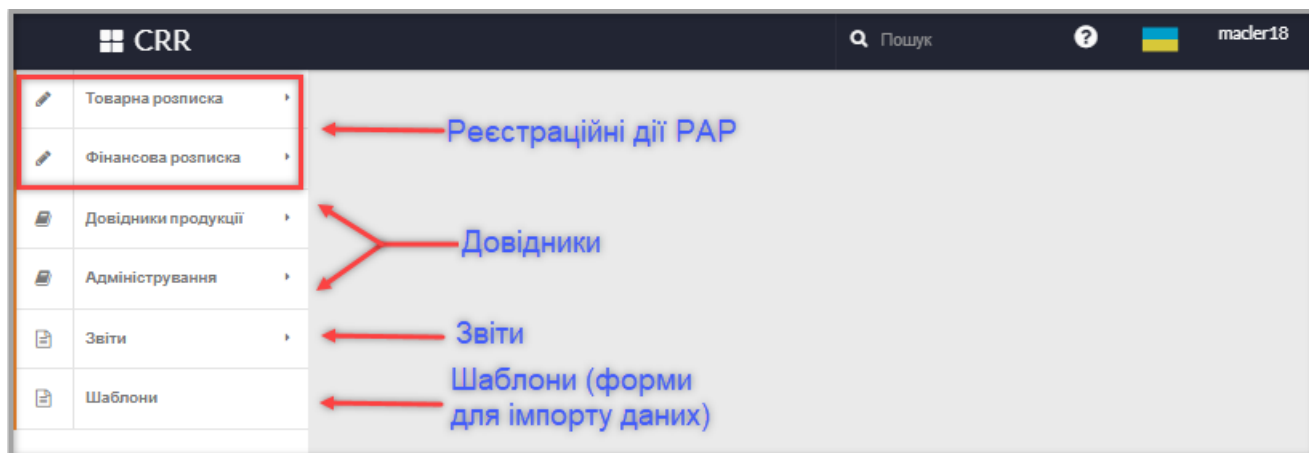 CRR
Пошук
macler18
Товарна розписка
Фінансова розписка
Реєстраційні дії РАР
Довідники продукції
Адміністрування
Довідники
Звіти
Звіти
Шаблони
Шаблони (форми
для імпорту даних)